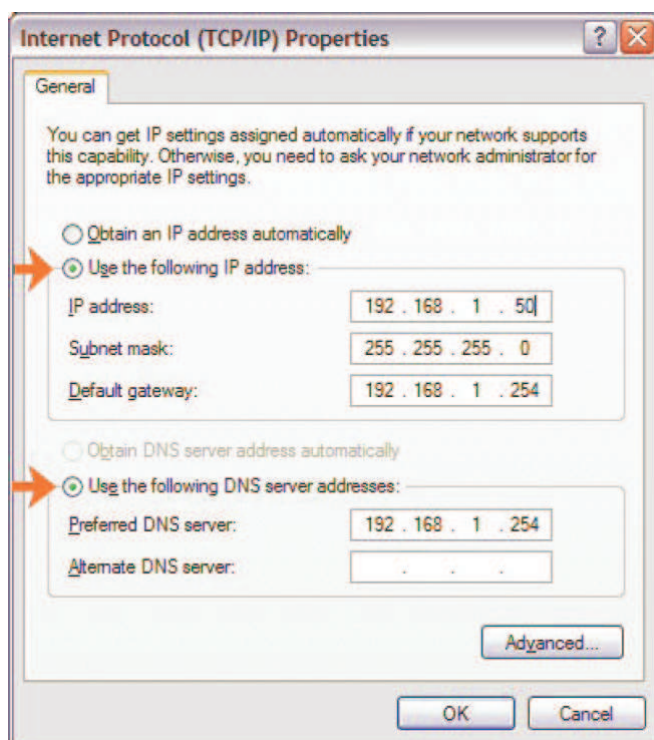 Internet Protocol (TCP/IP) Properties
General
You can get IP settings assigned automatically if your network supports
this capability. Otherwise, you need to ask your network administrator for
the appropriate IP settings.
Obtain an IP address automatically
Use the following IP address:
IP address: 192 . 168 . 1 . 50
Subnet mask: 255 . 255 . 255 . 0
Default gateway: 192 . 168 . 1 . 254
Obtain DNS server address automatically
Use the following DNS server addresses:
Preferred DNS server: 192 . 168 . 1 . 254
Alternate DNS server: . . .
Advanced...
OK Cancel